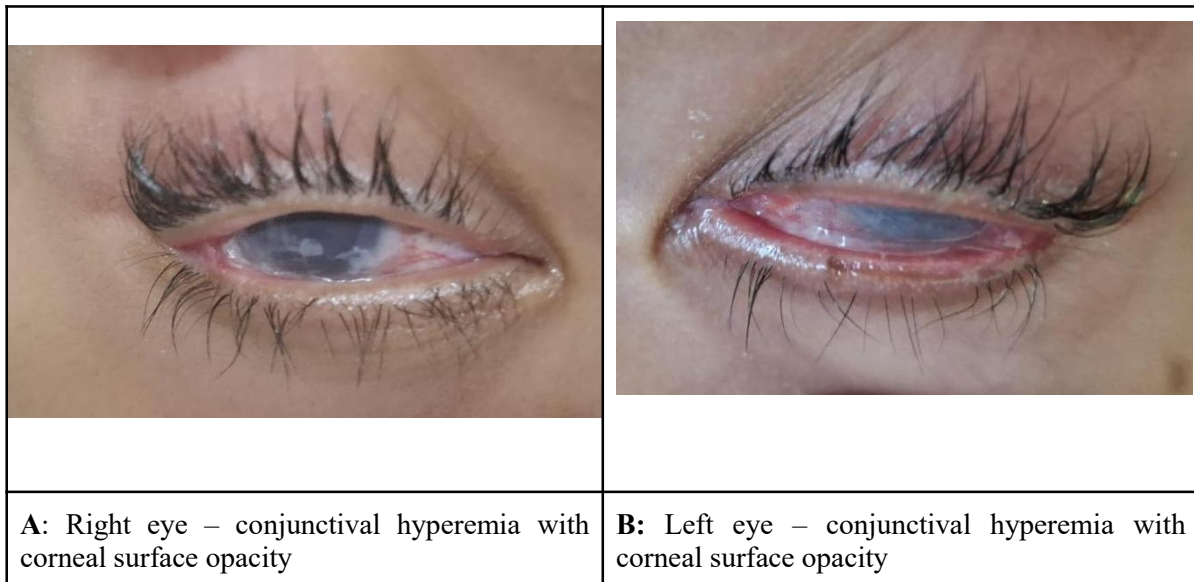 A: Right eye – conjunctival hyperemia with
corneal surface opacity
B: Left eye – conjunctival hyperemia with
corneal surface opacity